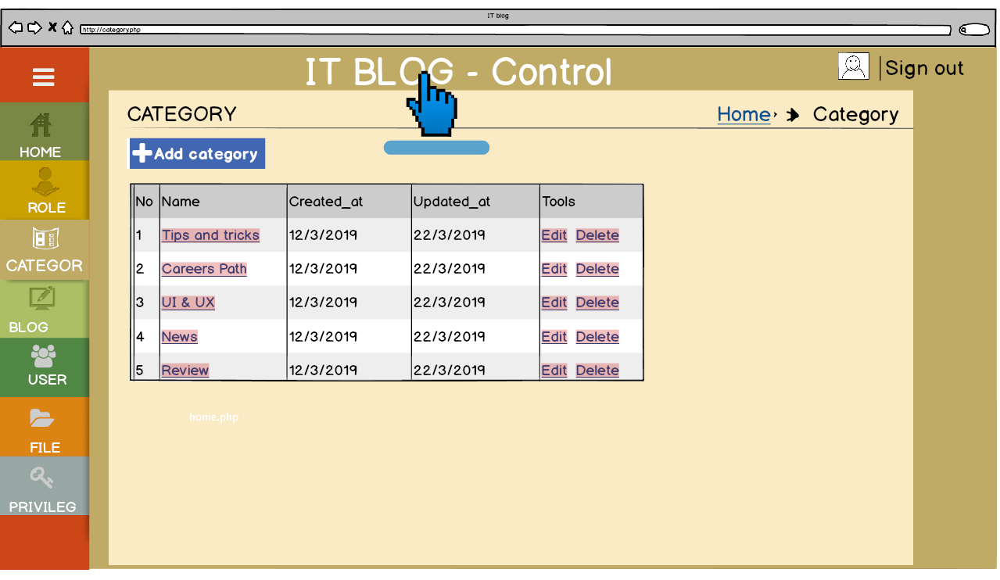 IT blog
http://category.php
IT BLOG - Control
Sign out
HOME
ROLE
CATEGOR
BLOG
USER
FILE
PRIVILEG
CATEGORY
Home Category
Add category
No Name Created_at Updated_at Tools
1 Tips and tricks 12/3/2019 22/3/2019 Edit Delete
2 Careers Path 12/3/2019 22/3/2019 Edit Delete
3 UI & UX 12/3/2019 22/3/2019 Edit Delete
4 News 12/3/2019 22/3/2019 Edit Delete
5 Review 12/3/2019 22/3/2019 Edit Delete
home.php